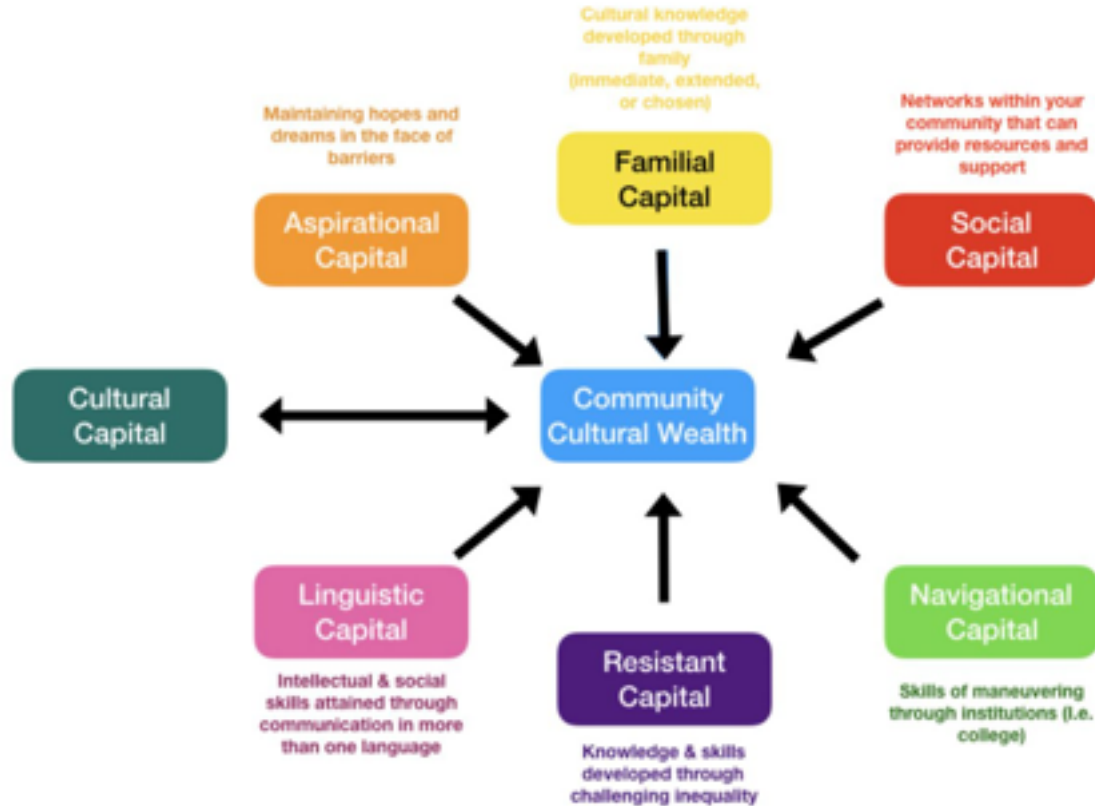 Cultural knowledge
developed through
family
(immediate, extended,
or chosen)
Familial
Capital
Maintaining hopes and
dreams in the face of
barriers
Aspirational
Capital
Networks within your
community that can
provide resources and
support
Social
Capital
Cultural
Capital
Community
Cultural Wealth
Linguistic
Capital
Intellectual & social
skills attained through
communication in more
than one language
Resistant
Capital
Knowledge & skills
developed through
challenging inequality
Navigational
Capital
Skills of maneuvering
through institutions (I.e.
college)